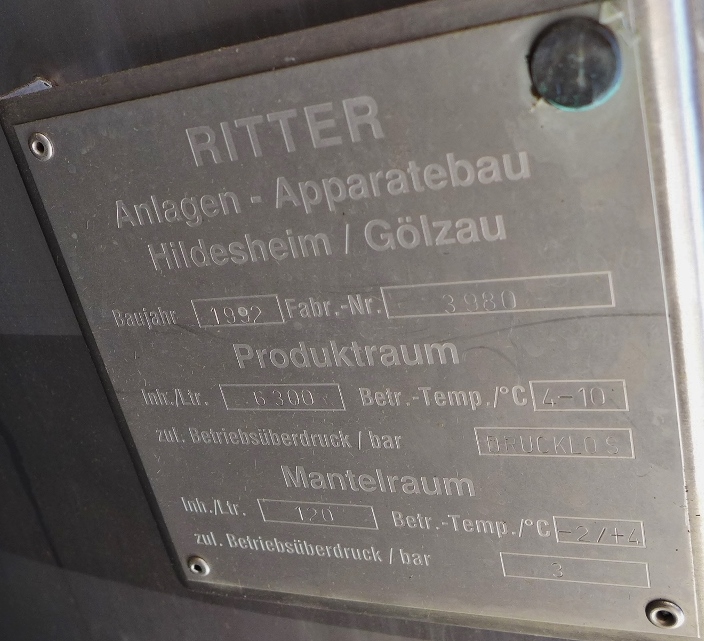 RITTER
Anlagen - Apparatebau
Hildesheim / Gölzau
Baujahr 1992 Fabr.-Nr. 3980
Produktraum
Inh./Ltr. 6300 Betr.-Temp./°C 4-10
zul. Betriebsüberdruck / bar DRUCKLOS
Mantelraum
Inh./Ltr. 120 Betr.-Temp./°C -2/+4
zul. Betriebsüberdruck / bar 3